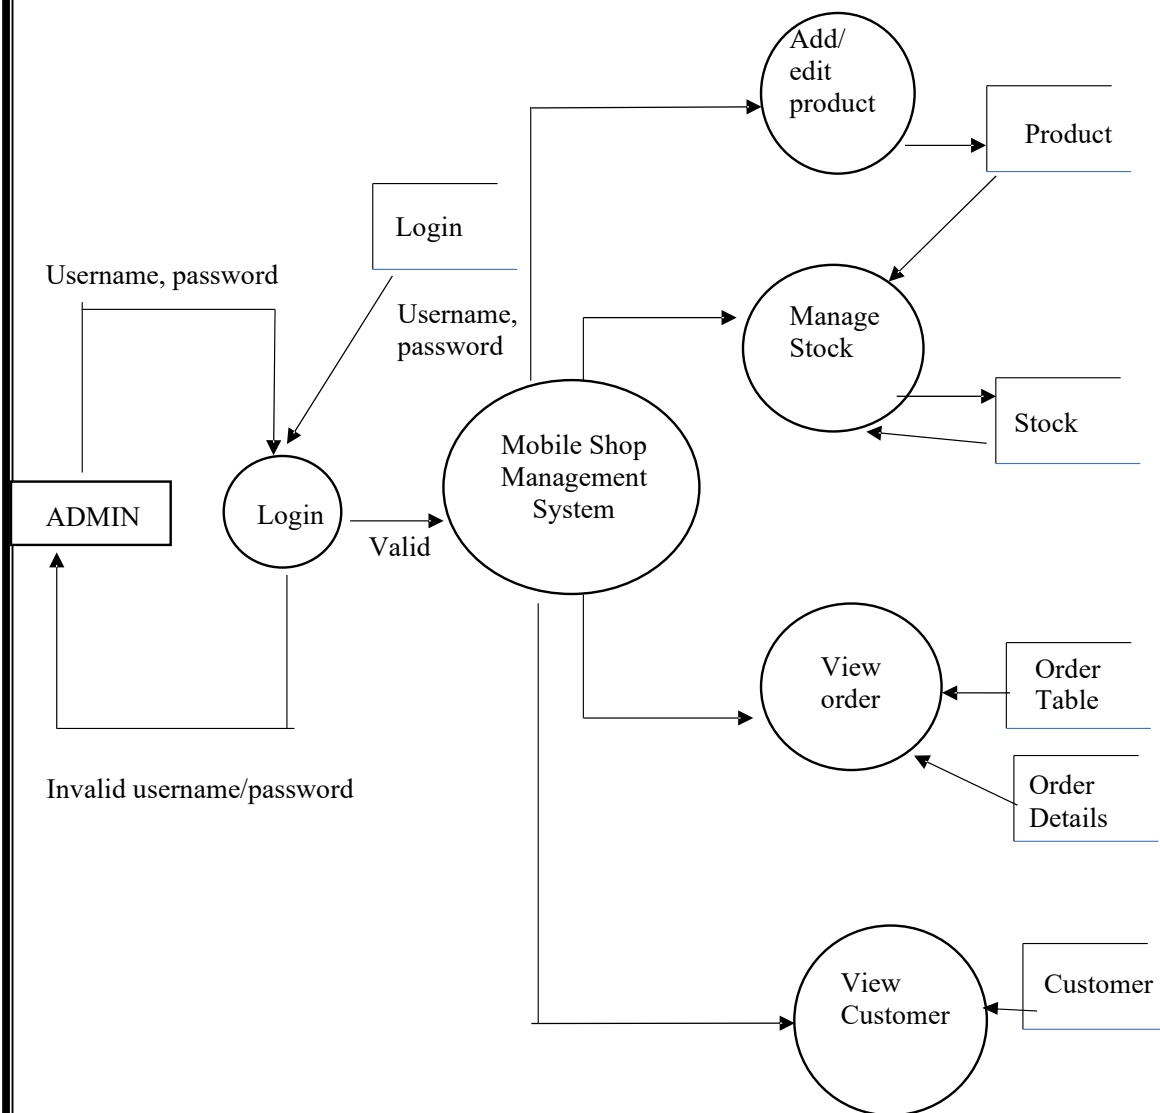 Add/
edit
product
Product
Login
Username, password
Username,
password
Manage
Stock
Stock
Mobile Shop
Management
System
ADMIN
Login
Valid
View
order
Order
Table
Invalid username/password
Order
Details
View
Customer
Customer